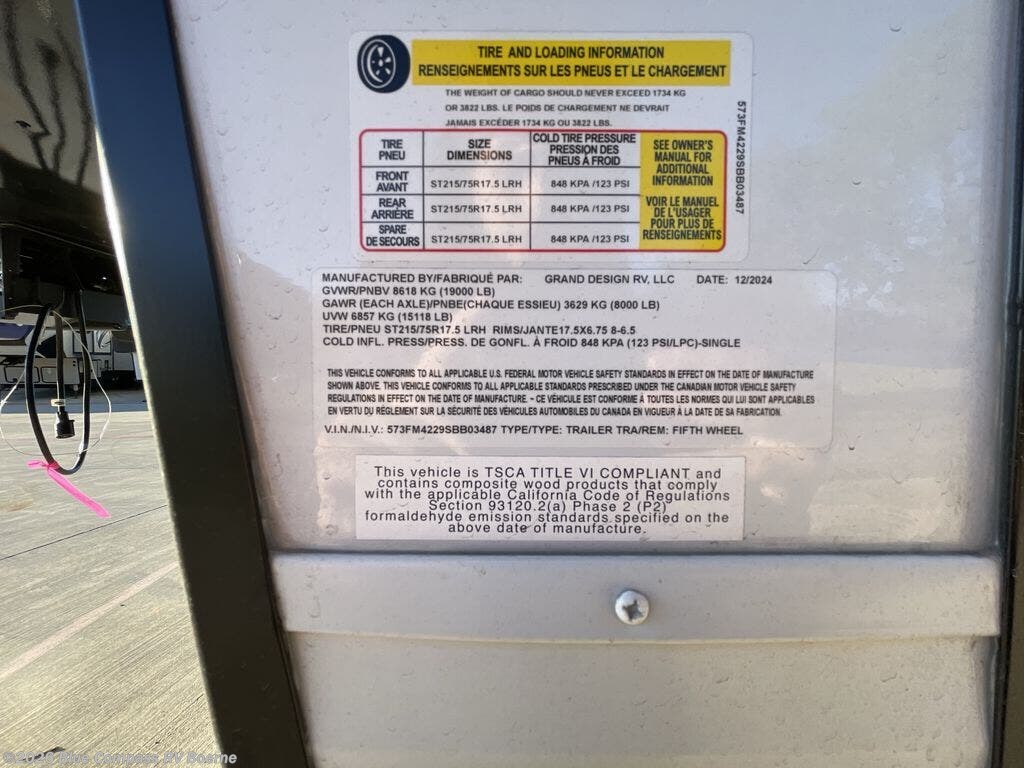 TIRE AND LOADING INFORMATION
RENSEIGNEMENTS SUR LES PNEUS ET LE CHARGEMENT
THE WEIGHT OF CARGO SHOULD NEVER EXCEED 1734 KG
OR 3822 LBS. LE POIDS DE CHARGEMENT NE DEVRAIT
JAMAIS EXCÉDER 1734 KG OU 3822 LBS.
TIRE PNEU SIZE DIMENSIONS COLD TIRE PRESSURE PRESSION DES PNEUS À FROID
FRONT AVANT ST215/75R17.5 LRH 848 KPA /123 PSI
REAR ARRIÈRE ST215/75R17.5 LRH 848 KPA /123 PSI
SPARE DE SECOURS ST215/75R17.5 LRH 848 KPA /123 PSI
SEE OWNER'S
MANUAL FOR
ADDITIONAL
INFORMATION
VOIR LE MANUEL
DE L'USAGER
POUR PLUS DE
RENSEIGNEMENTS
573FM4229SBB03487
MANUFACTURED BY/FABRIQUÉ PAR: GRAND DESIGN RV, LLC DATE: 12/2024
GVWR/PNBV 8618 KG (19000 LB)
GAWR (EACH AXLE)/PNBE(CHAQUE ESSIEU) 3629 KG (8000 LB)
UVW 6857 KG (15118 LB)
TIRE/PNEU ST215/75R17.5 LRH RIMS/JANTE17.5X6.75 8-6.5
COLD INFL. PRESS/PRESS. DE GONFL. À FROID 848 KPA (123 PSI/LPC)-SINGLE
THIS VEHICLE CONFORMS TO ALL APPLICABLE U.S. FEDERAL MOTOR VEHICLE SAFETY STANDARDS IN EFFECT ON THE DATE OF MANUFACTURE
SHOWN ABOVE. THIS VEHICLE CONFORMS TO ALL APPLICABLE STANDARDS PRESCRIBED UNDER THE CANADIAN MOTOR VEHICLE SAFETY
REGULATIONS IN EFFECT ON THE DATE OF MANUFACTURE. - CE VÉHICULE EST CONFORME À TOUTES LES NORMES QUI LUI SONT APPLICABLES
EN VERTU DU RÈGLEMENT SUR LA SÉCURITÉ DES VÉHICULES AUTOMOBILES DU CANADA EN VIGUEUR À LA DATE DE SA FABRICATION.
V.I.N./N.I.V.: 573FM4229SBB03487 TYPE/TYPE: TRAILER TRA/REM: FIFTH WHEEL
This vehicle is TSCA TITLE VI COMPLIANT and
contains composite wood products that comply
with the applicable California Code of Regulations
Section 93120.2(a) Phase 2 (P2)
formaldehyde emission standards specified on the
above date of manufacture.
Blue Compass RV Boerne